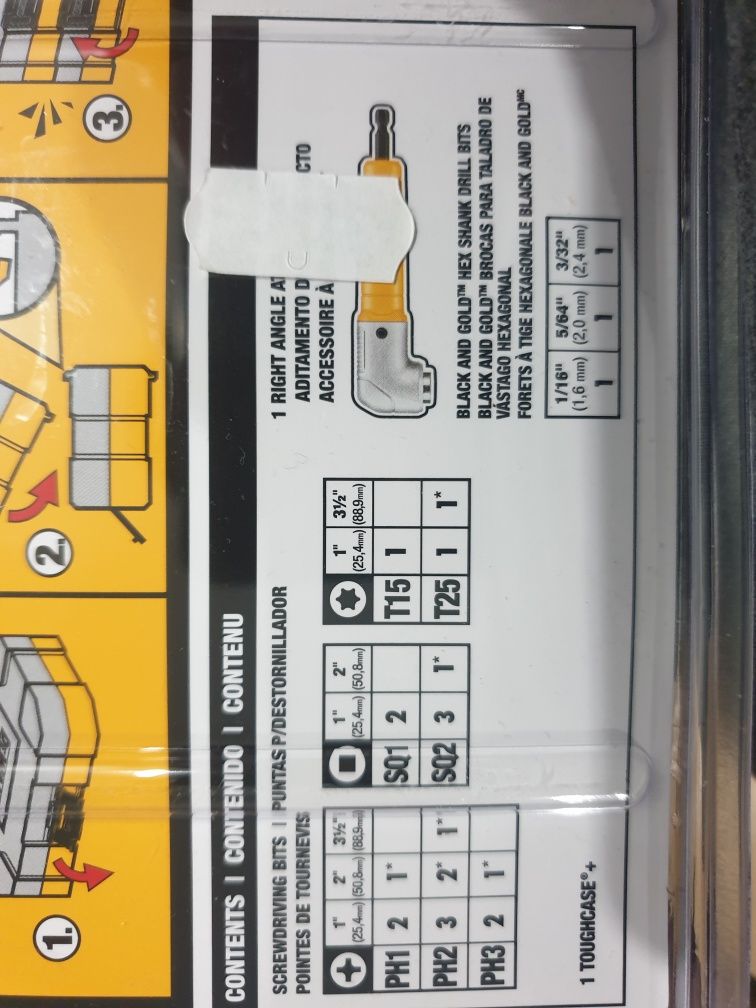 1.
2.
3.
CONTENTS | CONTENIDO | CONTENU
SCREWDRIVING BITS | PUNTAS P/DESTORNILLADOR
POINTES DE TOURNEVIS
1" 2" 3½"
(25,4mm) (50,8mm) (88,9mm)
PH1 2 1*
PH2 3 2* 1*
PH3 2 1*
1" 2"
(25,4mm) (50,8mm)
SQ1 2
SQ2 3 1*
1" 3½"
(25,4mm) (88,9mm)
T15 1
T25 1 1*
1 RIGHT ANGLE
ADITAMENTO
ACCESSOIRE À
BLACK AND GOLD™ HEX SHANK DRILL BITS
BLACK AND GOLD™ BROCAS PARA TALADRO DE
VÁSTAGO HEXAGONAL
FORETS À TIGE HEXAGONALE BLACK AND GOLDᴹᶜ
1/16" 5/64" 3/32"
(1,6 mm) (2,0 mm) (2,4 mm)
1 1 1
1 TOUGHCASE®+